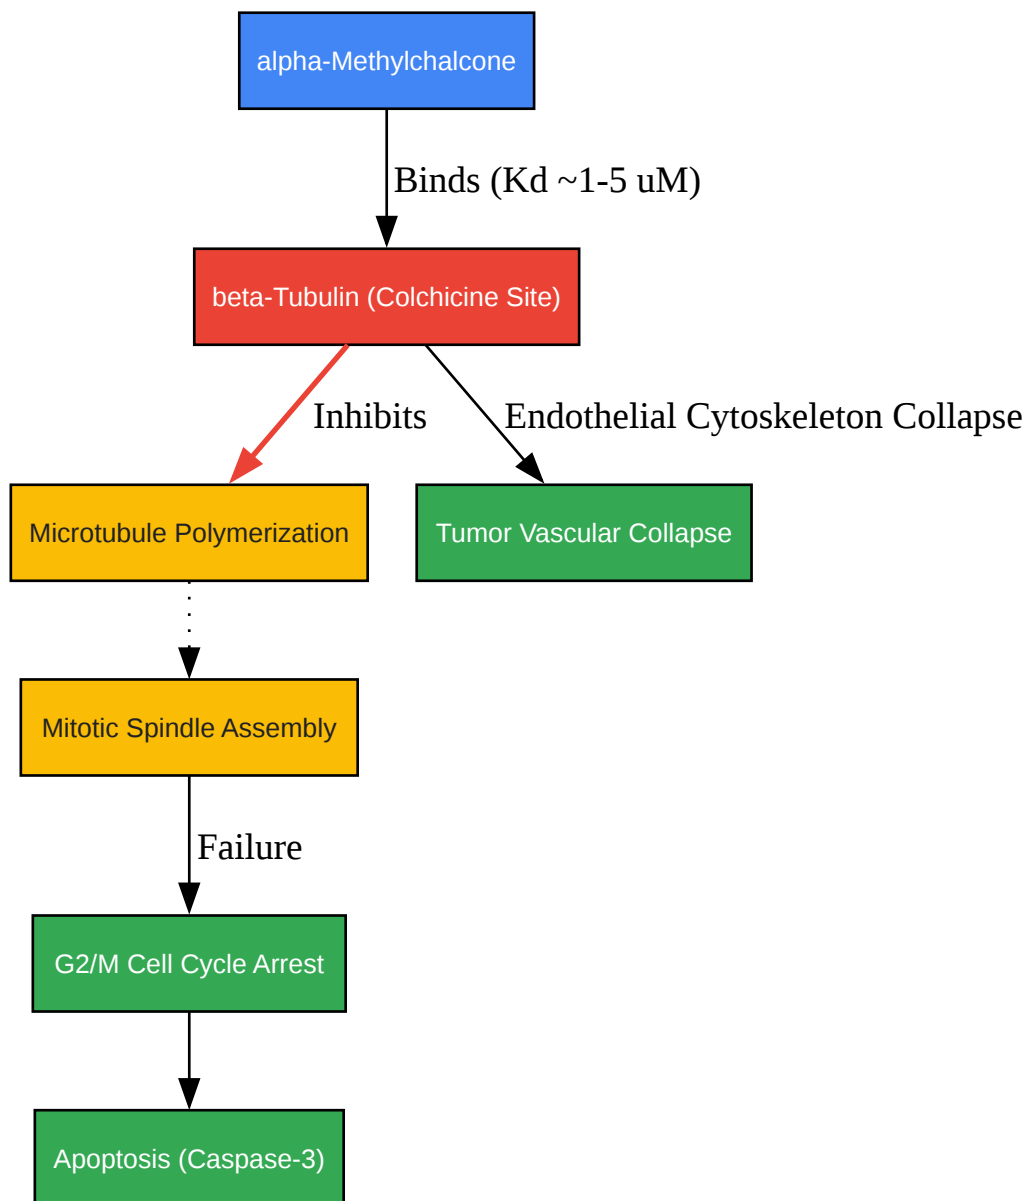 alpha-Methylchalcone
Binds (Kd ~1-5 uM)
beta-Tubulin (Colchicine Site)
Inhibits
Endothelial Cytoskeleton Collapse
Microtubule Polymerization
Tumor Vascular Collapse
Mitotic Spindle Assembly
Failure
G2/M Cell Cycle Arrest
Apoptosis (Caspase-3)